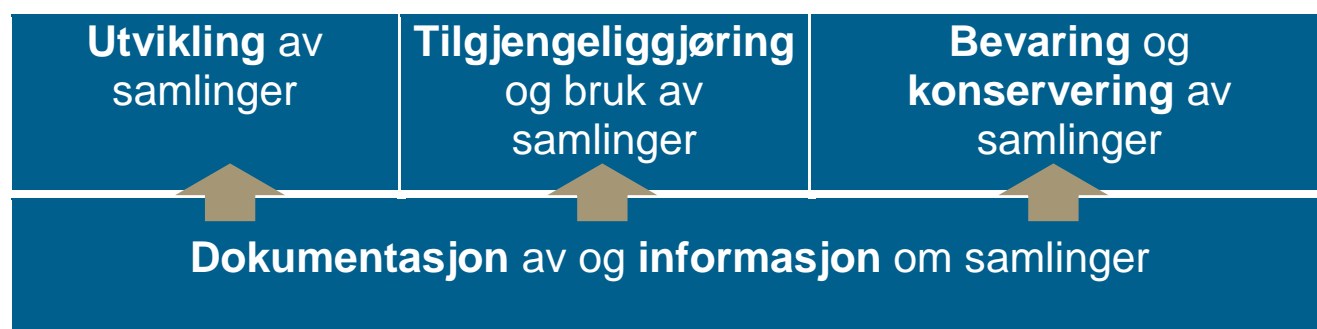 Utvikling av
samlinger
Tilgjengeliggjøring
og bruk av
samlinger
Bevaring og
konservering av
samlinger
Dokumentasjon av og informasjon om samlinger